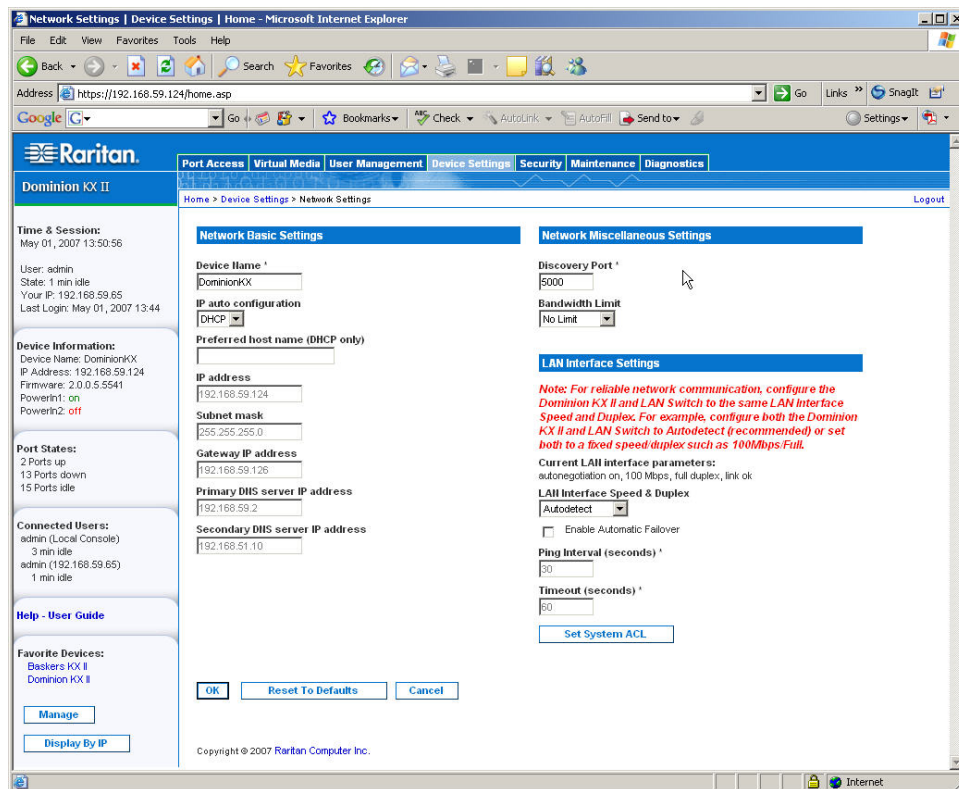 Network Settings | Device Settings | Home - Microsoft Internet Explorer
File Edit View Favorites Tools Help
Back Search Favorites
Address https://192.168.59.124/home.asp Go Links » SnagIt
Google G Go Bookmarks ABC Check AutoLink AutoFill Send to Settings
Raritan.
Port Access Virtual Media User Management Device Settings Security Maintenance Diagnostics
Dominion KX II
Home > Device Settings > Network Settings Logout
Time & Session:
May 01, 2007 13:50:56
User: admin
State: 1 min idle
Your IP: 192.168.59.65
Last Login: May 01, 2007 13:44
Device Information:
Device Name: DominionKX
IP Address: 192.168.59.124
Firmware: 2.0.0.5.5541
PowerIn1: on
PowerIn2: off
Port States:
2 Ports up
13 Ports down
15 Ports idle
Connected Users:
admin (Local Console)
3 min idle
admin (192.168.59.65)
1 min idle
Help - User Guide
Favorite Devices:
Baskers KX II
Dominion KX II
Manage
Display By IP
Network Basic Settings
Device Name *
DominionKX
IP auto configuration
DHCP
Preferred host name (DHCP only)
IP address
192.168.59.124
Subnet mask
255.255.255.0
Gateway IP address
192.168.59.126
Primary DNS server IP address
192.168.59.2
Secondary DNS server IP address
192.168.51.10
Network Miscellaneous Settings
Discovery Port *
5000
Bandwidth Limit
No Limit
LAN Interface Settings
Note: For reliable network communication, configure the
Dominion KX II and LAN Switch to the same LAN Interface
Speed and Duplex. For example, configure both the Dominion
KX II and LAN Switch to Autodetect (recommended) or set
both to a fixed speed/duplex such as 100Mbps/Full.
Current LAN interface parameters:
autonegotiation on, 100 Mbps, full duplex, link ok
LAN Interface Speed & Duplex
Autodetect
Enable Automatic Failover
Ping Interval (seconds) *
30
Timeout (seconds) *
60
Set System ACL
OK Reset To Defaults Cancel
Copyright © 2007 Raritan Computer Inc.
Internet